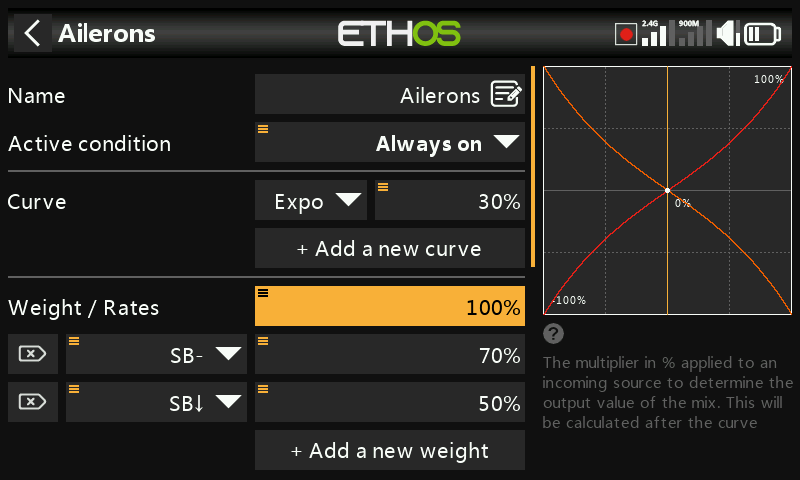 Ailerons
ETHOS
2.4G
900M
Name
Ailerons
Active condition
Always on
Curve
Expo
30%
+ Add a new curve
Weight / Rates
100%
SB-
70%
SB↓
50%
+ Add a new weight
100%
0%
-100%
?
The multiplier in % applied to an
incoming source to determine the
output value of the mix. This will
be calculated after the curve